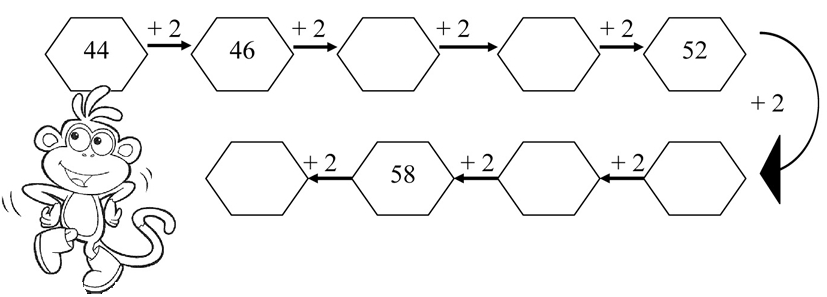 + 2 + 2 + 2 + 2
44 46 52
+ 2
+ 2 + 2 + 2
58